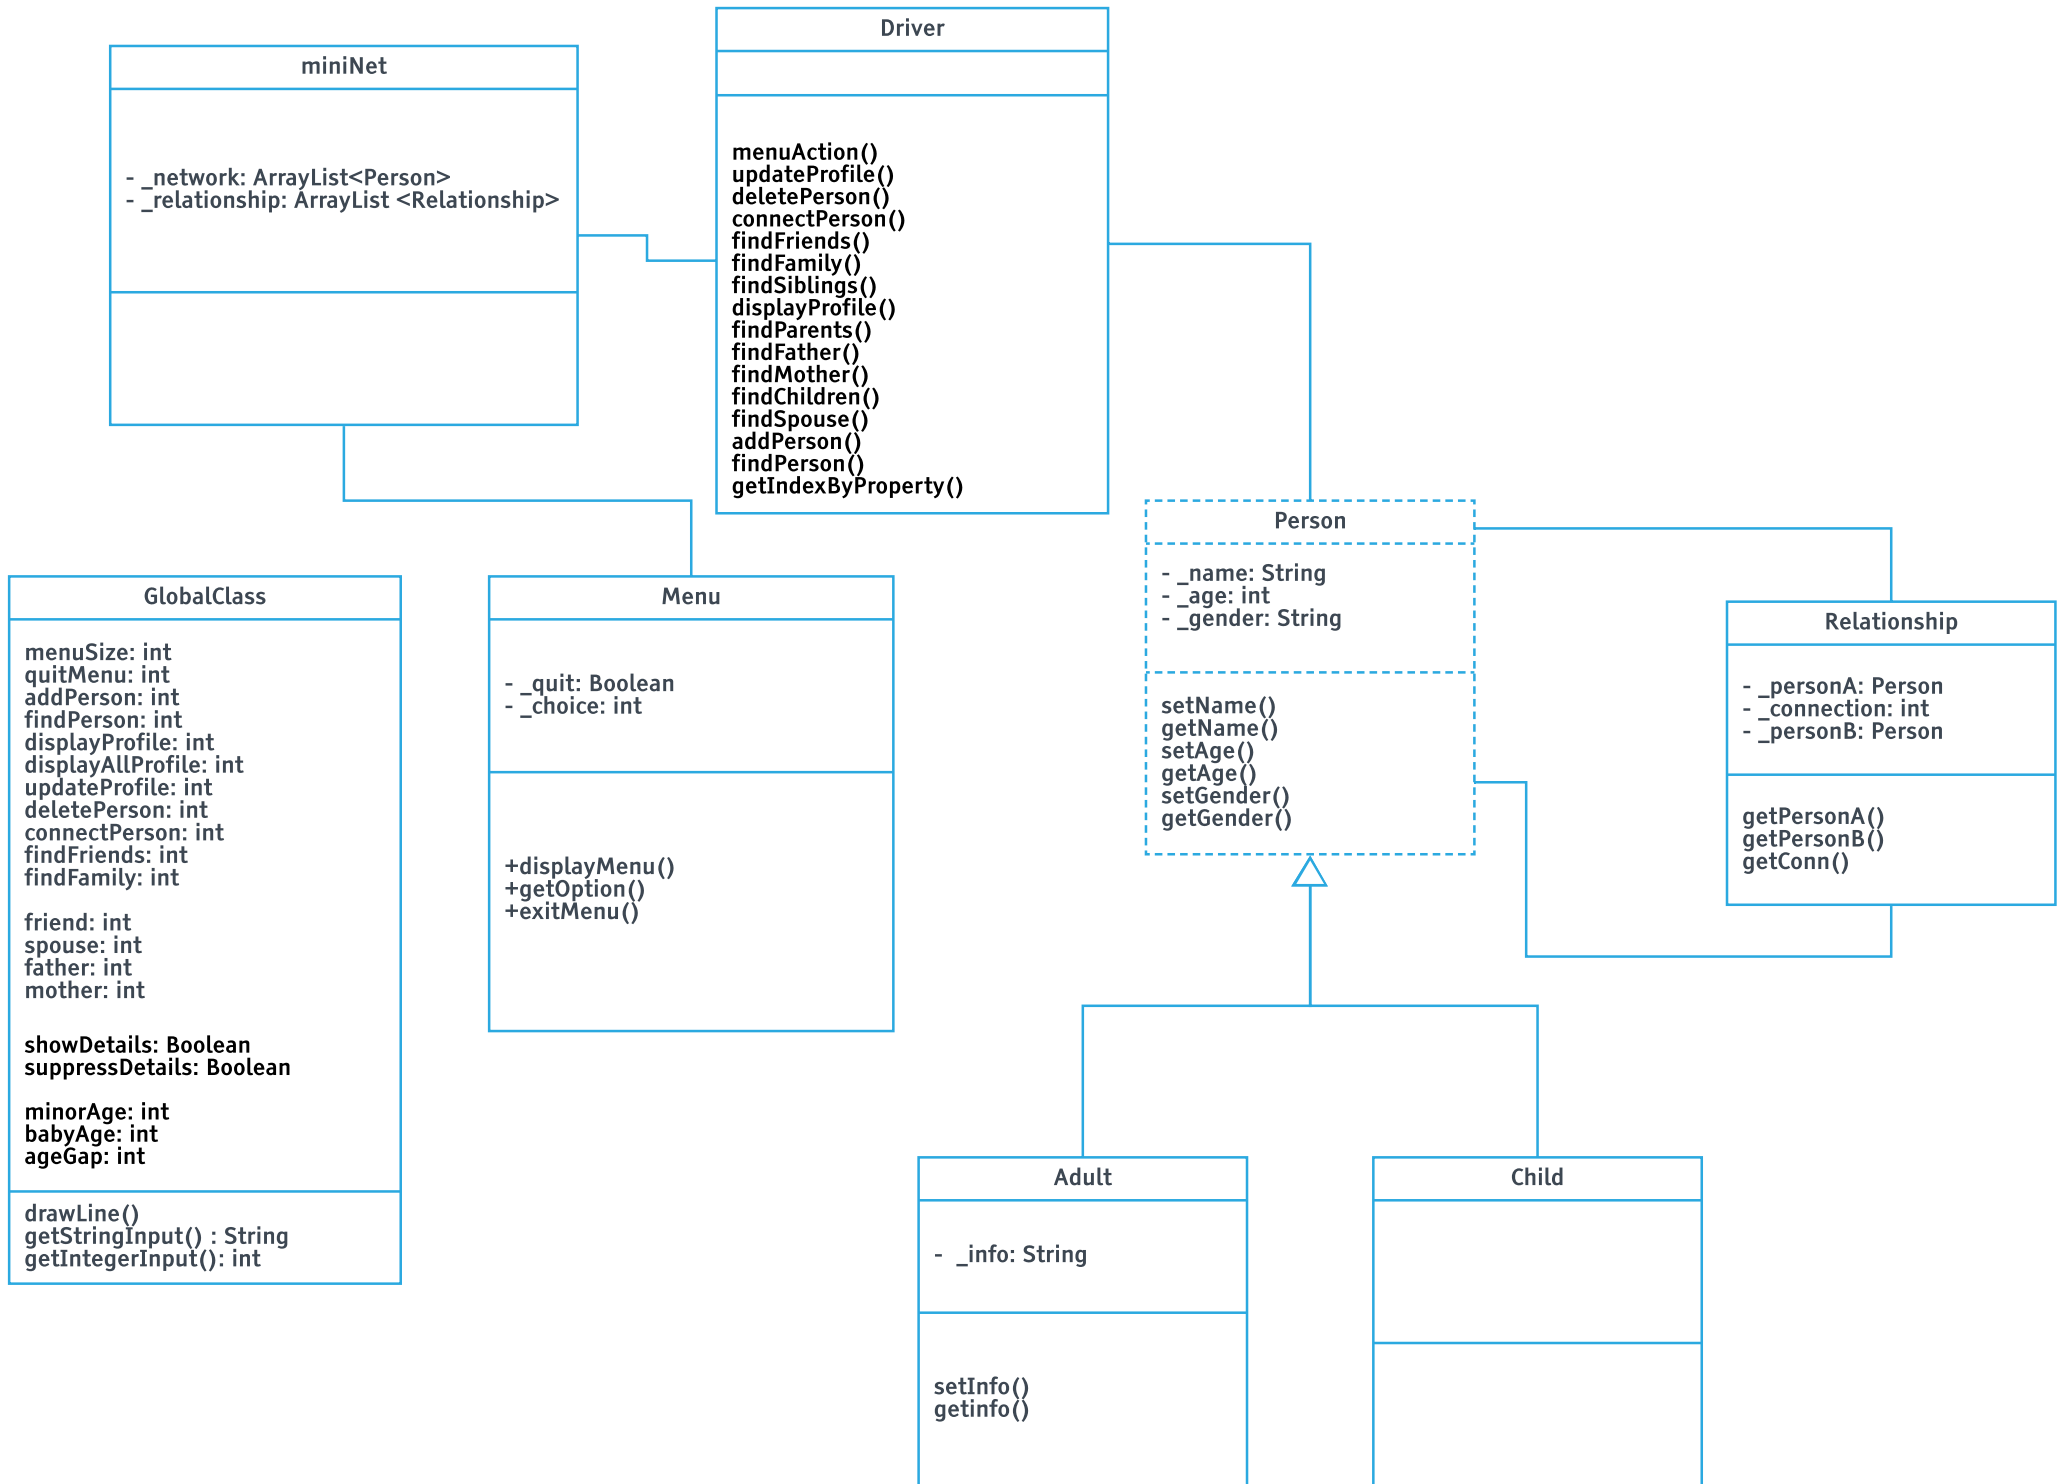 Driver
menuAction()
updateProfile()
deletePerson()
connectPerson()
findFriends()
findFamily()
findSiblings()
displayProfile()
findParents()
findFather()
findMother()
findChildren()
findSpouse()
addPerson()
findPerson()
getIndexByProperty()
miniNet
- _network: ArrayList<Person>
- _relationship: ArrayList <Relationship>
GlobalClass
menuSize: int
quitMenu: int
addPerson: int
findPerson: int
displayProfile: int
displayAllProfile: int
updateProfile: int
deletePerson: int
connectPerson: int
findFriends: int
findFamily: int
friend: int
spouse: int
father: int
mother: int
showDetails: Boolean
suppressDetails: Boolean
minorAge: int
babyAge: int
ageGap: int
drawLine()
getStringInput() : String
getIntegerInput(): int
Menu
- _quit: Boolean
- _choice: int
+displayMenu()
+getOption()
+exitMenu()
Person
- _name: String
- _age: int
- _gender: String
setName()
getName()
setAge()
getAge()
setGender()
getGender()
Relationship
- _personA: Person
- _connection: int
- _personB: Person
getPersonA()
getPersonB()
getConn()
Adult
- _info: String
setInfo()
getinfo()
Child